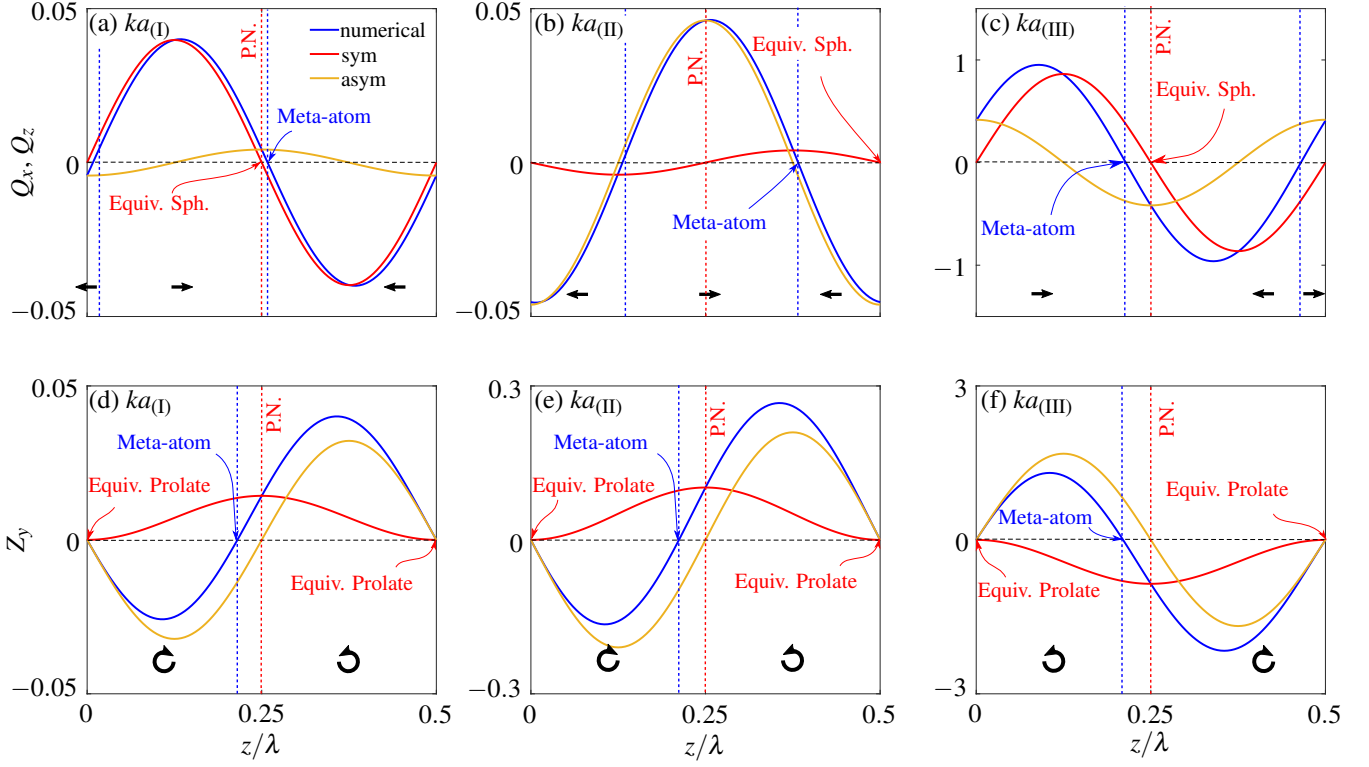 (a) ka(I)
numerical
sym
asym
P.N.
Meta-atom
Equiv. Sph.
0.05
0
−0.05
Qx, Qz
(b) ka(II)
P.N.
Equiv. Sph.
Meta-atom
0.05
0
−0.05
(c) ka(III)
P.N.
Equiv. Sph.
Meta-atom
1
0
−1
(d) ka(I)
P.N.
Meta-atom
Equiv. Prolate
Equiv. Prolate
0.05
0
−0.05
Zy
0
0.25
0.5
z/λ
(e) ka(II)
P.N.
Meta-atom
Equiv. Prolate
Equiv. Prolate
0.3
0
−0.3
0
0.25
0.5
z/λ
(f) ka(III)
P.N.
Equiv. Prolate
Meta-atom
Equiv. Prolate
3
0
−3
0
0.25
0.5
z/λ